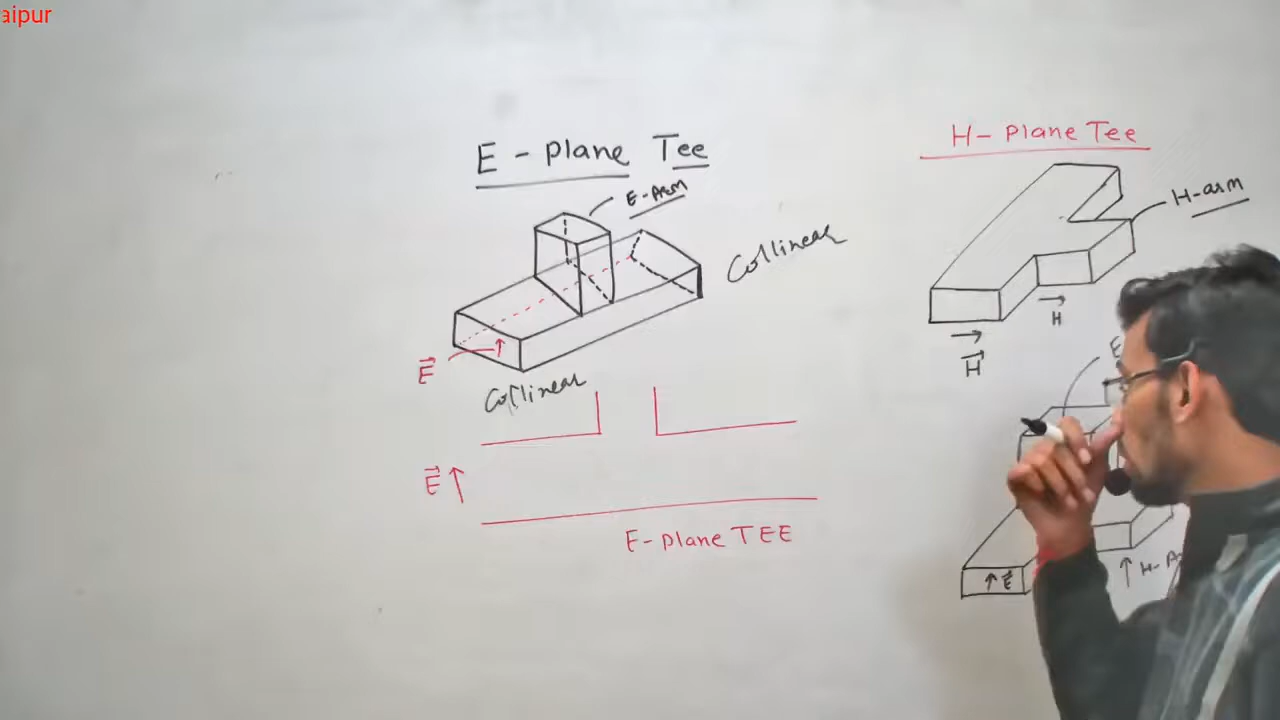 aipur
E - Plane Tee
E-Arm
Collinear
E
Collinear
E
E-plane TEE
H- Plane Tee
H-arm
H
H
E
E
H-A